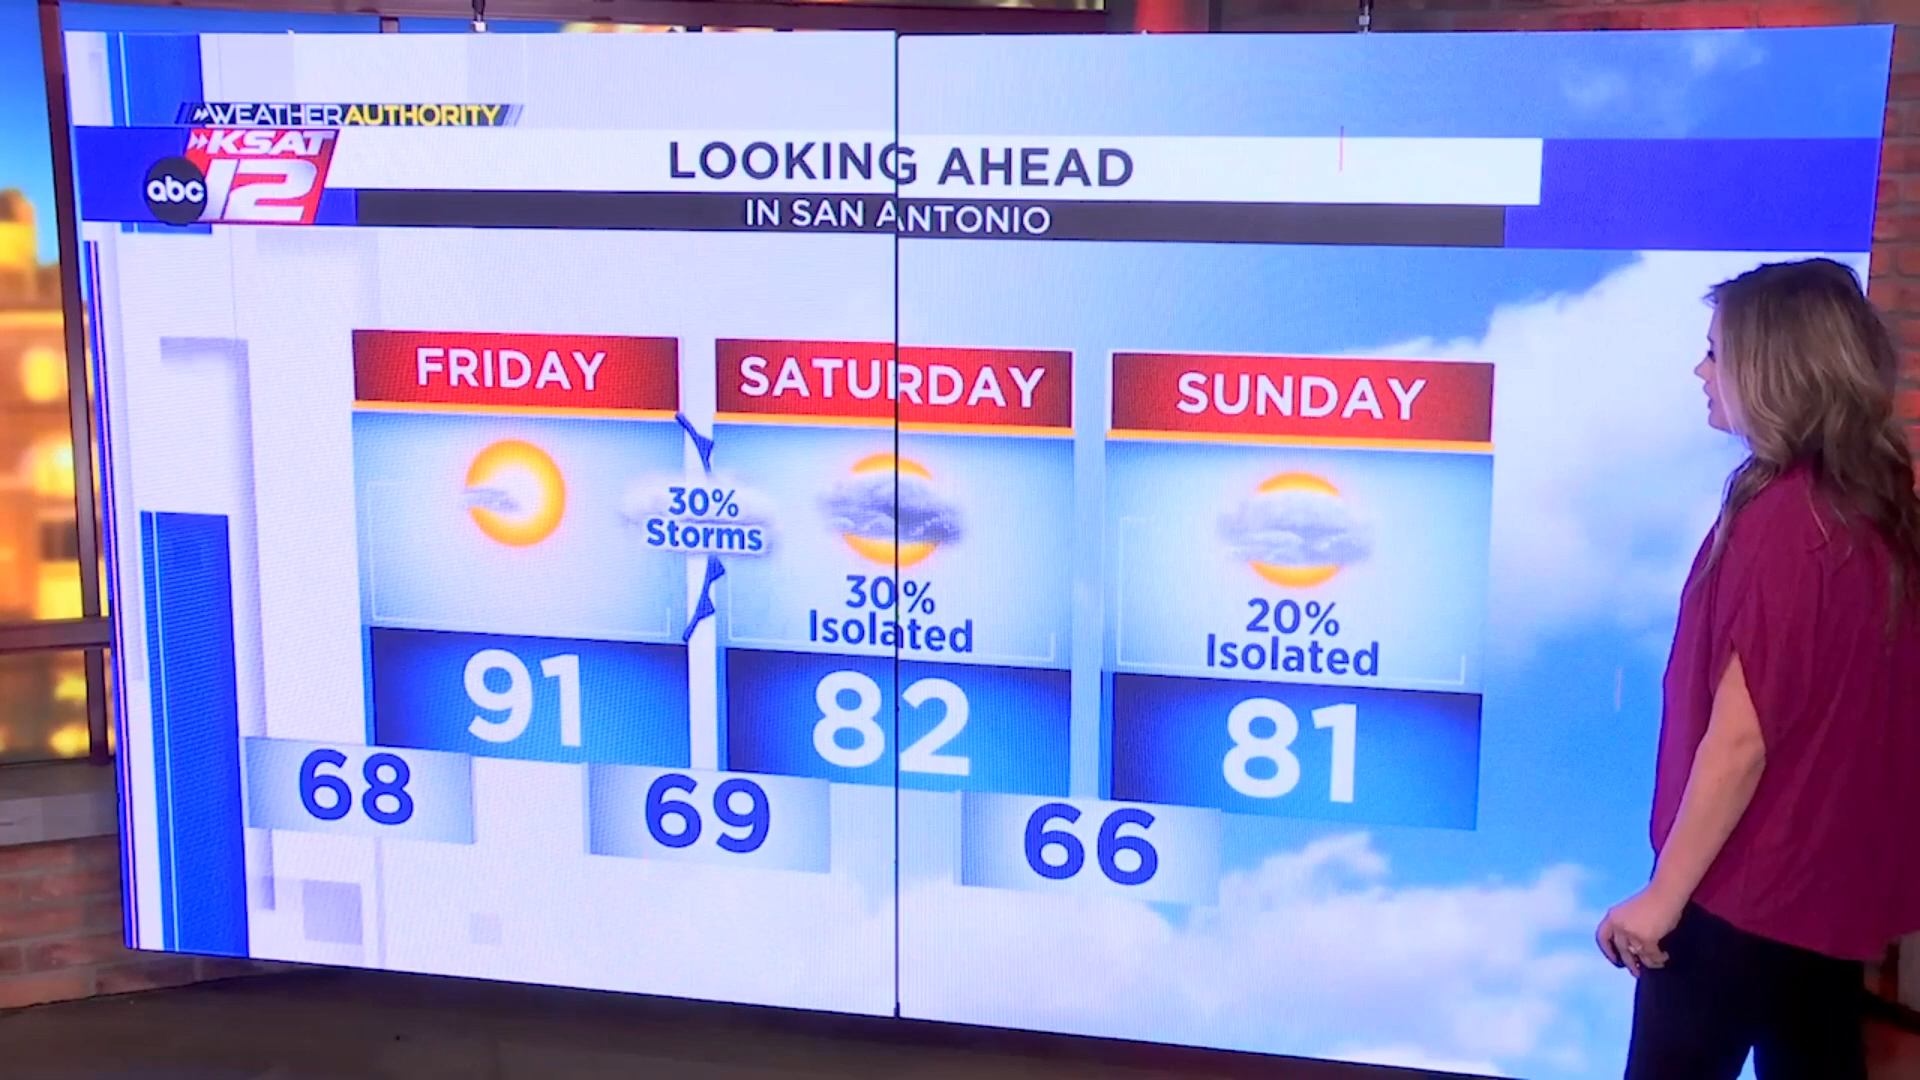 »WEATHERAUTHORITY
»KSAT
abc 12
LOOKING AHEAD
IN SAN ANTONIO
FRIDAY
SATURDAY
SUNDAY
30%
Storms
30%
Isolated
20%
Isolated
91
82
81
68
69
66